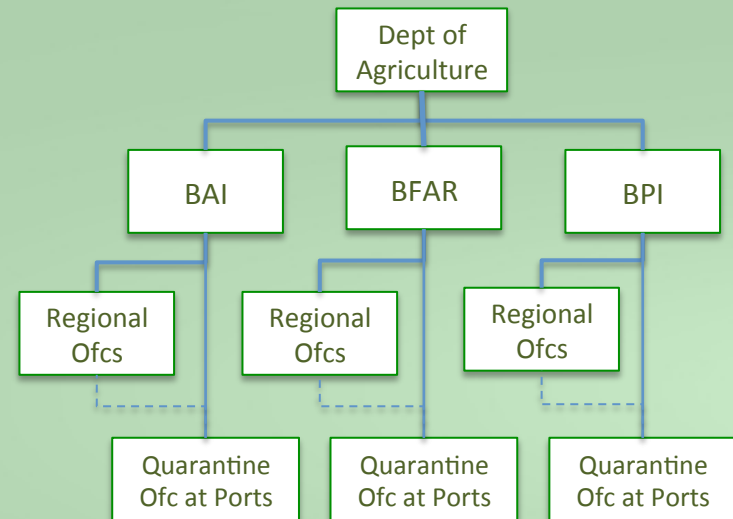 Dept of
Agriculture
BAI
BFAR
BPI
Regional
Ofcs
Regional
Ofcs
Regional
Ofcs
Quarantine
Ofc at Ports
Quarantine
Ofc at Ports
Quarantine
Ofc at Ports